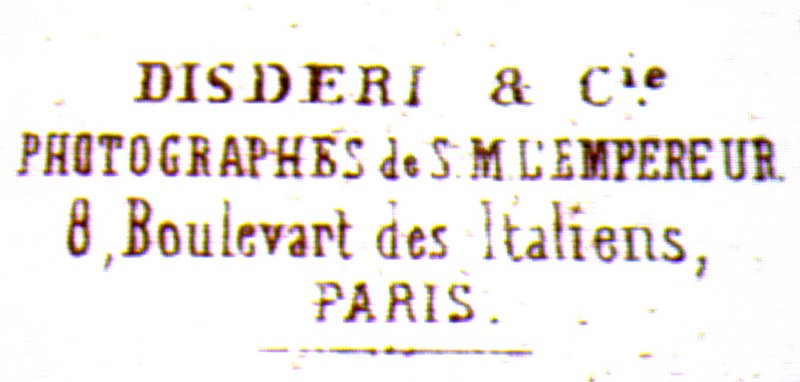 DISDERI & Cie.
PHOTOGRAPHES de S. M. L'EMPEREUR.
8, Boulevart des Italiens,
PARIS.